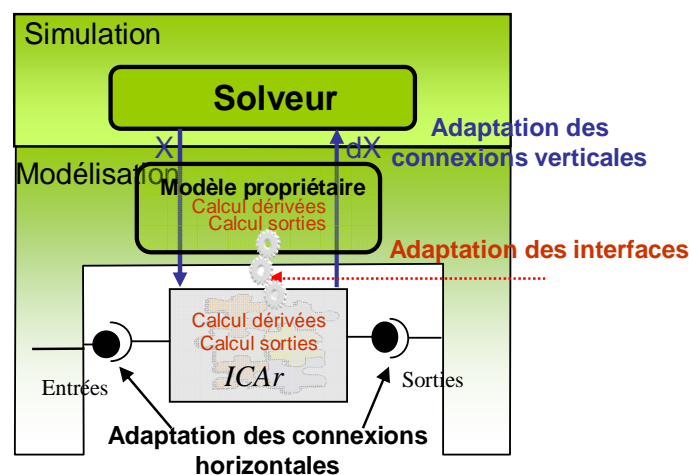 Simulation
Solveur
X
dX
Adaptation des
connexions verticales
Modélisation
Modèle propriétaire
Calcul dérivées
Calcul sorties
Adaptation des interfaces
Calcul dérivées
Calcul sorties
ICAr
Entrées
Sorties
Adaptation des connexions
horizontales